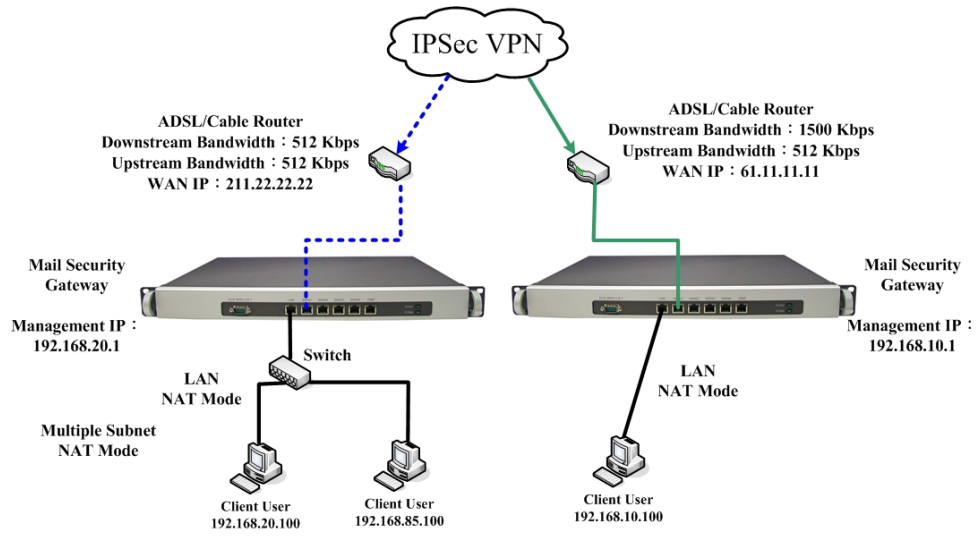 IPSec VPN
ADSL/Cable Router
Downstream Bandwidth：512 Kbps
Upstream Bandwidth：512 Kbps
WAN IP：211.22.22.22
ADSL/Cable Router
Downstream Bandwidth：1500 Kbps
Upstream Bandwidth：512 Kbps
WAN IP：61.11.11.11
Mail Security
Gateway
Management IP：
192.168.20.1
Mail Security
Gateway
Management IP：
192.168.10.1
Switch
LAN
NAT Mode
Multiple Subnet
NAT Mode
LAN
NAT Mode
Client User
192.168.20.100
Client User
192.168.85.100
Client User
192.168.10.100